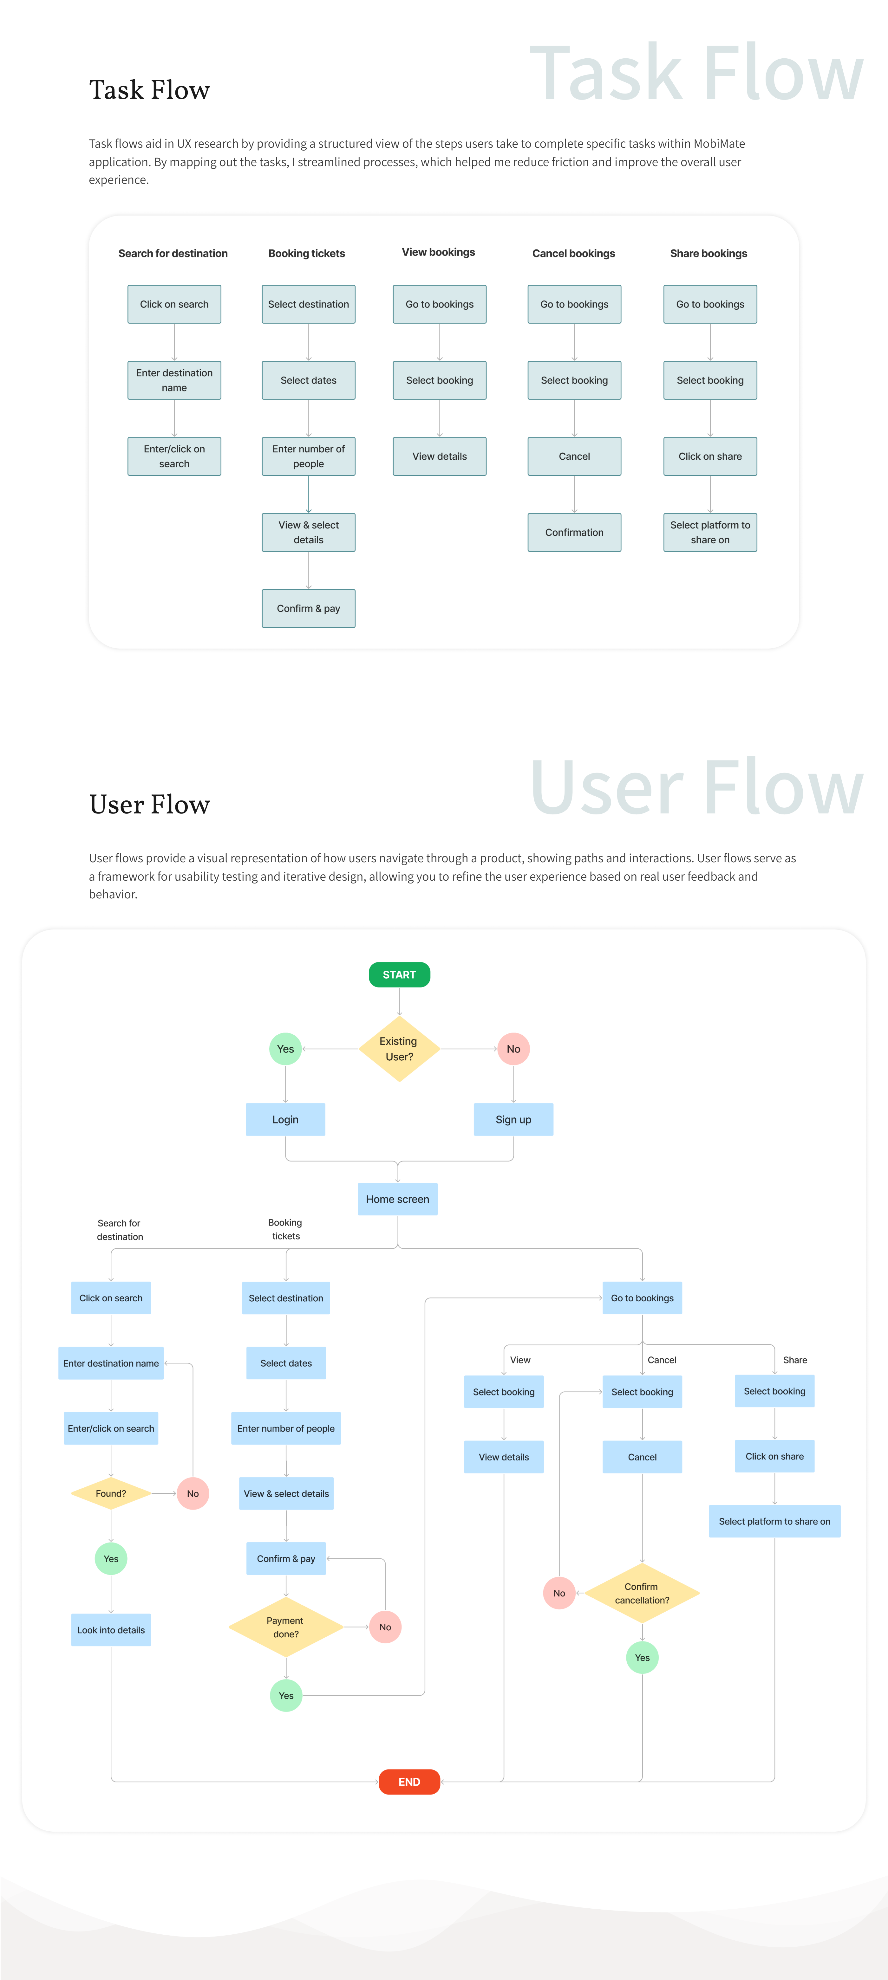 Task Flow
Task Flow
Task flows aid in UX research by providing a structured view of the steps users take to complete specific tasks within MobiMate
application. By mapping out the tasks, I streamlined processes, which helped me reduce friction and improve the overall user
experience.
Search for destination
Click on search
Enter destination
name
Enter/click on
search
Booking tickets
Select destination
Select dates
Enter number of
people
View & select
details
Confirm & pay
View bookings
Go to bookings
Select booking
View details
Cancel bookings
Go to bookings
Select booking
Cancel
Confirmation
Share bookings
Go to bookings
Select booking
Click on share
Select platform to
share on
User Flow
User Flow
User flows provide a visual representation of how users navigate through a product, showing paths and interactions. User flows serve as
a framework for usability testing and iterative design, allowing you to refine the user experience based on real user feedback and
behavior.
START
Existing
User?
Yes
No
Login
Sign up
Home screen
Search for
destination
Click on search
Enter destination name
Enter/click on search
Found?
No
Yes
Look into details
Booking
tickets
Select destination
Select dates
Enter number of people
View & select details
Confirm & pay
Payment
done?
No
Yes
Go to bookings
View
Select booking
View details
Cancel
Select booking
Cancel
Confirm
cancellation?
No
Yes
Share
Select booking
Click on share
Select platform to share on
END